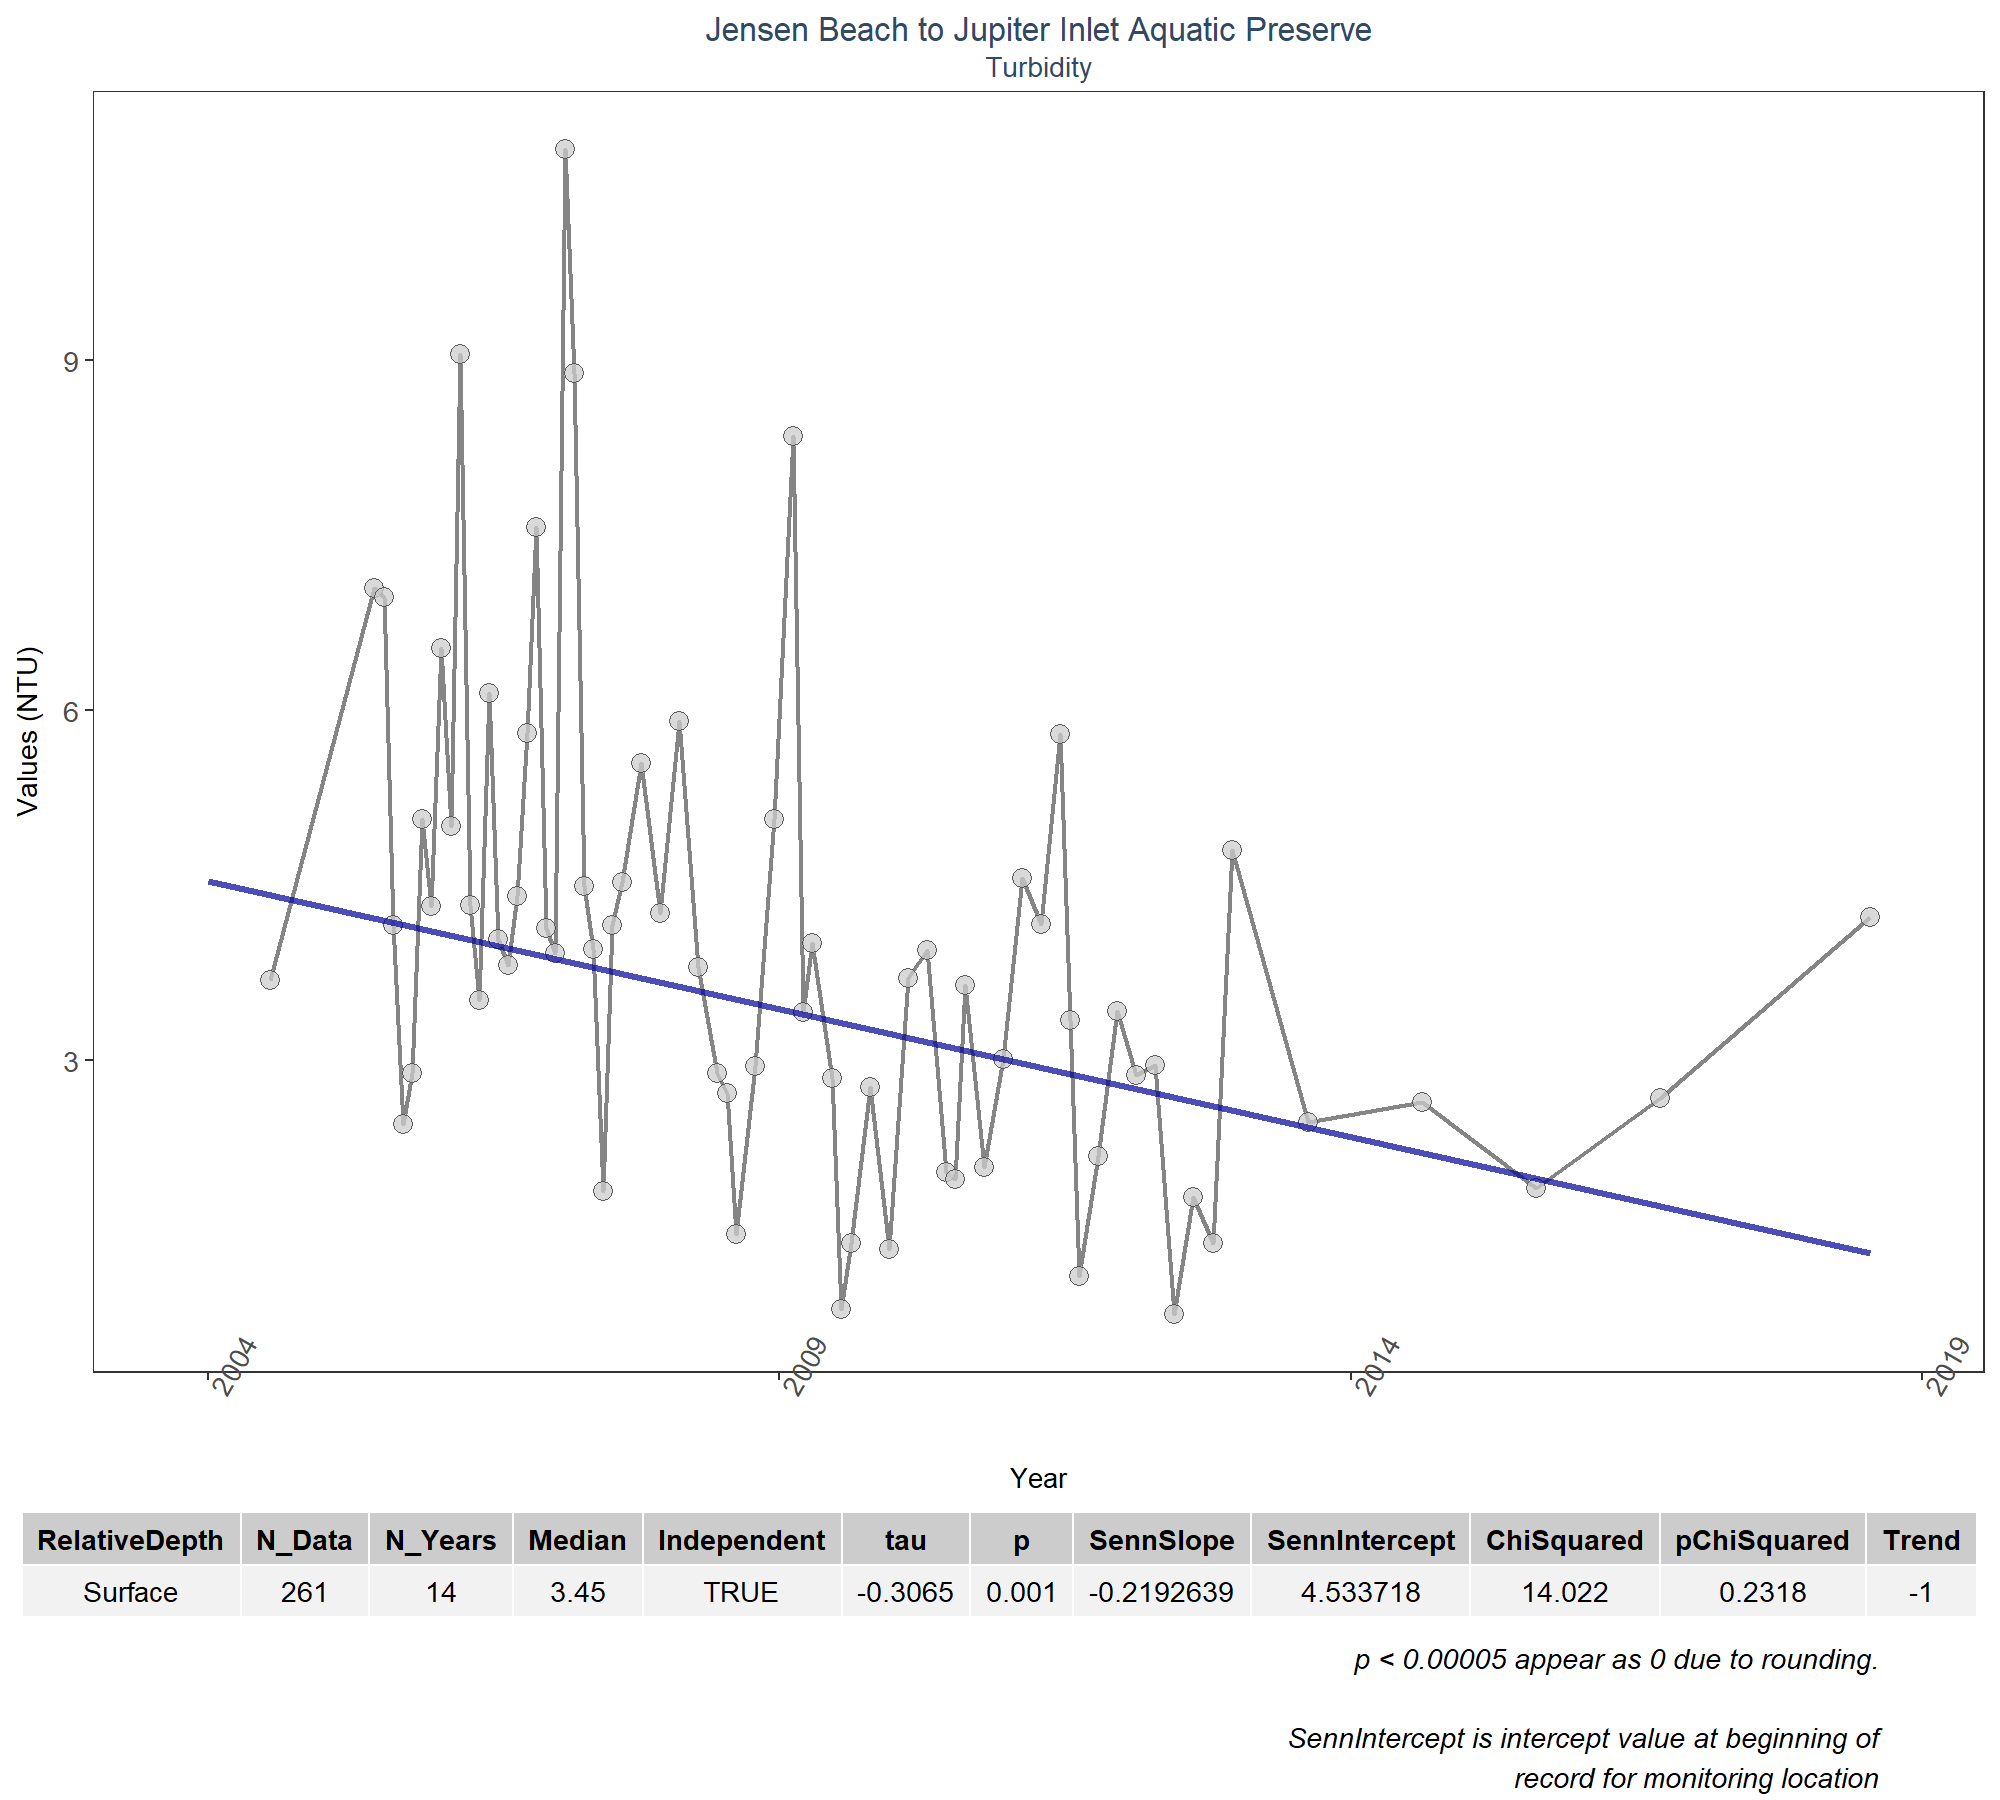 Jensen Beach to Jupiter Inlet Aquatic Preserve
Turbidity
Values (NTU)
9
6
3
2004 2009 2014 2019
Year
RelativeDepth N_Data N_Years Median Independent tau p SennSlope SennIntercept ChiSquared pChiSquared Trend
Surface 261 14 3.45 TRUE -0.3065 0.001 -0.2192639 4.533718 14.022 0.2318 -1
p < 0.00005 appear as 0 due to rounding.
SennIntercept is intercept value at beginning of
record for monitoring location